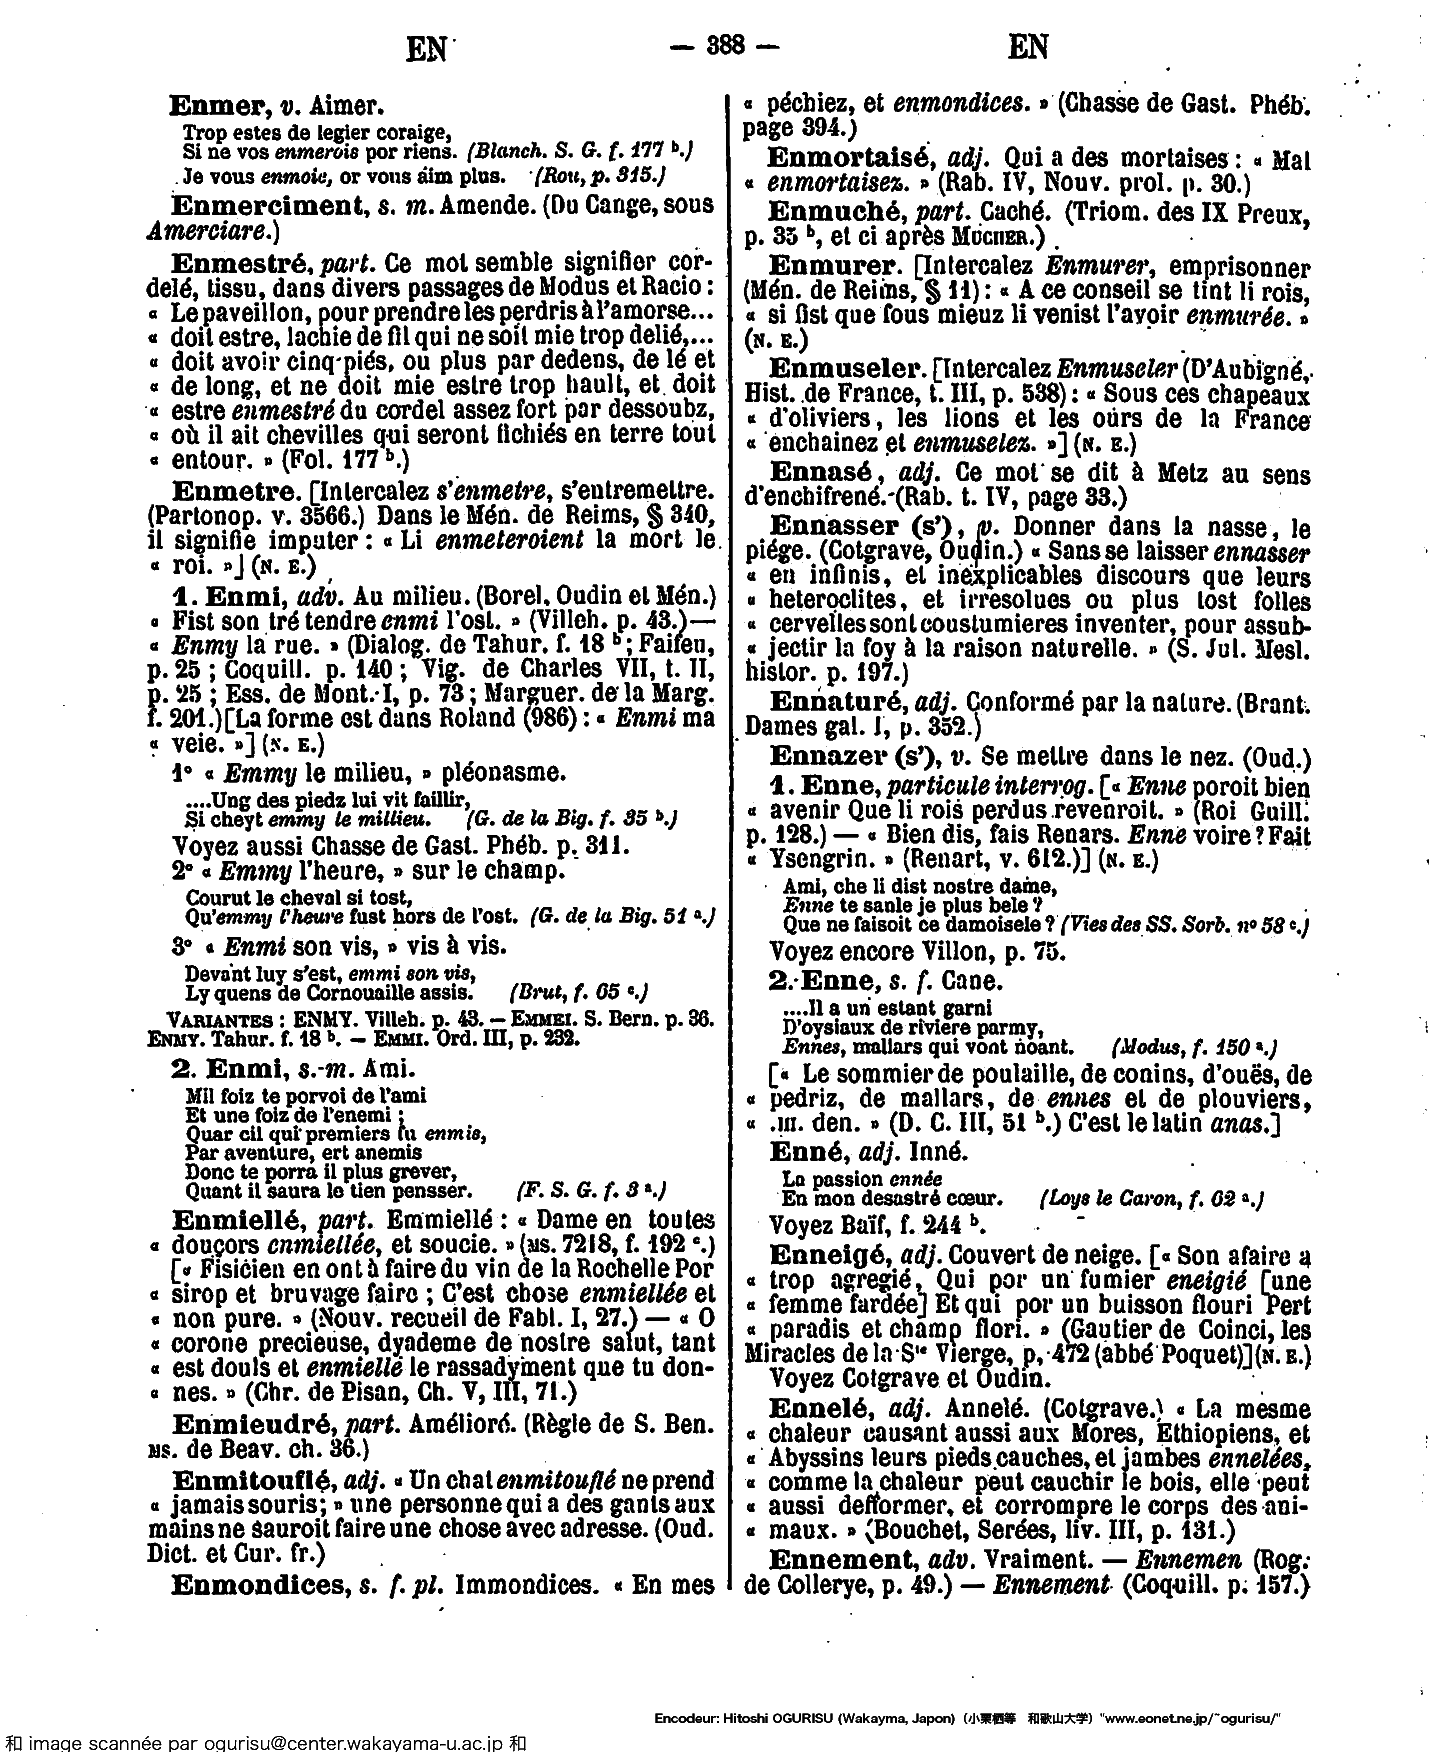 EN — 388 — EN
Enmer, v. Aimer.
Trop estes de legier coraige,
Si ne vos enmerois por riens. (Blanch. S. G. f. 177 b.)
Je vous enmoie, or vous aim plus. (Rou, p. 315.)
Enmerciment, s. m. Amende. (Du Cange, sous
Amerciare.)
Enmestré, part. Ce mot semble signifier cor-
delé, tissu, dans divers passages de Modus et Racio :
« Le paveillon, pour prendre les perdris à l'amorse...
« doit estre, lachie de fil qui ne soit mie trop delié,...
« doit avoir cinq piés, ou plus par dedens, de lé et
« de long, et ne doit mie estre trop hault, et doit
« estre enmestré du cordel assez fort par dessoubz,
« où il ait chevilles qui seront fichiés en terre tout
« entour. » (Fol. 177 b.)
Enmetre. [Intercalez s'enmetre, s'entremettre.
(Partonop. v. 3566.) Dans le Mén. de Reims, § 340,
il signifie imputer : « Li enmeteroient la mort le
« roi. »] (N. E.)
1. Enmi, adv. Au milieu. (Borel, Oudin et Mén.)
« Fist son tré tendre enmi l'ost. » (Villeh. p. 43.) —
« Enmy la rue. » (Dialog. de Tahur. f. 18 b ; Faifeu,
p. 25 ; Coquill. p. 140 ; Vig. de Charles VII, t. II,
p. 25 ; Ess. de Mont. I, p. 73 ; Marguer. de la Marg.
f. 201.) [La forme est dans Roland (986) : « Enmi ma
« veie. »] (N. E.)
1° « Emmy le milieu, » pléonasme.
....Ung des piedz lui vit faillir,
Si cheyt emmy le millieu. (G. de la Big. f. 35 b.)
Voyez aussi Chasse de Gast. Phéb. p. 311.
2° « Emmy l'heure, » sur le champ.
Courut le cheval si tost,
Qu'emmy l'heure fust hors de l'ost. (G. de la Big. 51 a.)
3° « Enmi son vis, » vis à vis.
Devant luy s'est, emmi son vis,
Ly quens de Cornouaille assis. (Brut, f. 65 c.)
VARIANTES : ENMY. Villeh. p. 43. — EMMEI. S. Bern. p. 36.
ENMY. Tahur. f. 18 b. — EMMI. Ord. III, p. 232.
2. Enmi, s. m. Ami.
Mil foiz te porvoi de l'ami
Et une foiz de l'enemi ;
Quar cil qui premiers fu enmis,
Par aventure, ert anemis
Donc te porra il plus grever,
Quant il saura le tien pensser. (F. S. G. f. 3 a.)
Enmiellé, part. Emmiellé : « Dame en toutes
« douçors enmiellée, et soucie. » (MS. 7218, f. 192 c.)
[« Fisicien en ont à faire du vin de la Rochelle Por
« sirop et bruvage faire ; C'est chose enmiellée et
« non pure. » (Nouv. recueil de Fabl. I, 27.) — « O
« corone precieuse, dyademe de nostre salut, tant
« est douls et enmiellé le rassadyment que tu don-
« nes. » (Chr. de Pisan, Ch. V, III, 71.)
Enmieudré, part. Amélioré. (Règle de S. Ben.
MS. de Beav. ch. 36.)
Enmitouflé, adj. « Un chat enmitouflé ne prend
« jamais souris; » une personne qui a des gants aux
mains ne sauroit faire une chose avec adresse. (Oud.
Dict. et Cur. fr.)
Enmondices, s. f. pl. Immondices. « En mes
« péchiez, et enmondices. » (Chasse de Gast. Phéb.
page 394.)
Enmortaisé, adj. Qui a des mortaises : « Mal
« enmortaisez. » (Rab. IV, Nouv. prol. p. 30.)
Enmuché, part. Caché. (Triom. des IX Preux,
p. 35 b, et ci après MUCHER.)
Enmurer. [Intercalez Enmurer, emprisonner
(Mén. de Reims, § 11) : « A ce conseil se tint li rois,
« si fist que fous mieuz li venist l'avoir enmurée. »
(N. E.)
Enmuseler. [Intercalez Enmuseler (D'Aubigné,
Hist. de France, t. III, p. 538) : « Sous ces chapeaux
« d'oliviers, les lions et les ours de la France
« enchainez et enmuselez. »] (N. E.)
Ennasé, adj. Ce mot se dit à Metz au sens
d'enchifrené. (Rab. t. IV, page 33.)
Ennasser (s'), v. Donner dans la nasse, le
piége. (Cotgrave, Oudin.) « Sans se laisser ennasser
« en infinis, et inexplicables discours que leurs
« heteroclites, et irresolues ou plus tost folles
« cervelles sont coustumieres inventer, pour assub-
« jectir la foy à la raison naturelle. » (S. Jul. Mesl.
histor. p. 197.)
Ennaturé, adj. Conformé par la nature. (Brant.
Dames gal. I, p. 352.)
Ennazer (s'), v. Se mettre dans le nez. (Oud.)
1. Enne, particule interrog. [« Enne poroit bien
« avenir Que li rois perdus revenroit. » (Roi Guill.
p. 128.) — « Bien dis, fais Renars. Enne voire ? Fait
« Ysengrin. » (Renart, v. 612.)] (N. E.)
Ami, che li dist nostre dame,
Enne te sanle je plus bele ?
Que ne faisoit ce damoisele ? (Vies des SS. Sorb. n° 58 c.)
Voyez encore Villon, p. 75.
2. Enne, s. f. Cane.
....Il a un estant garni
D'oysiaux de riviere parmy,
Ennes, mallars qui vont noant. (Modus, f. 150 a.)
[« Le sommier de poulaille, de conins, d'ouës, de
« pedriz, de mallars, de ennes et de plouviers,
« .III. den. » (D. C. III, 51 b.) C'est le latin anas.]
Enné, adj. Inné.
La passion ennée
En mon desastré cœur. (Loys le Caron, f. 62 a.)
Voyez Baïf, f. 244 b.
Enneigé, adj. Couvert de neige. [« Son afaire a
« trop agregié, Qui por un fumier eneigié [une
« femme fardée] Et qui por un buisson flouri Pert
« paradis et champ flori. » (Gautier de Coinci, les
Miracles de la Ste Vierge, p. 472 (abbé Poquet)] (N. E.)
Voyez Cotgrave et Oudin.
Ennelé, adj. Annelé. (Cotgrave.) « La mesme
« chaleur causant aussi aux Mores, Ethiopiens, et
« Abyssins leurs pieds cauches, et jambes ennelées,
« comme la chaleur peut cauchir le bois, elle peut
« aussi defformer, et corrompre le corps des ani-
« maux. » (Bouchet, Serées, liv. III, p. 131.)
Ennement, adv. Vraiment. — Ennemen (Rog.
de Collerye, p. 49.) — Ennement (Coquill. p. 157.)
Encodeur: Hitoshi OGURISU (Wakayma, Japon) (小栗栖等 和歌山大学) "www.eonet.ne.jp/~ogurisu/"
和 image scannée par ogurisu@center.wakayama-u.ac.jp 和